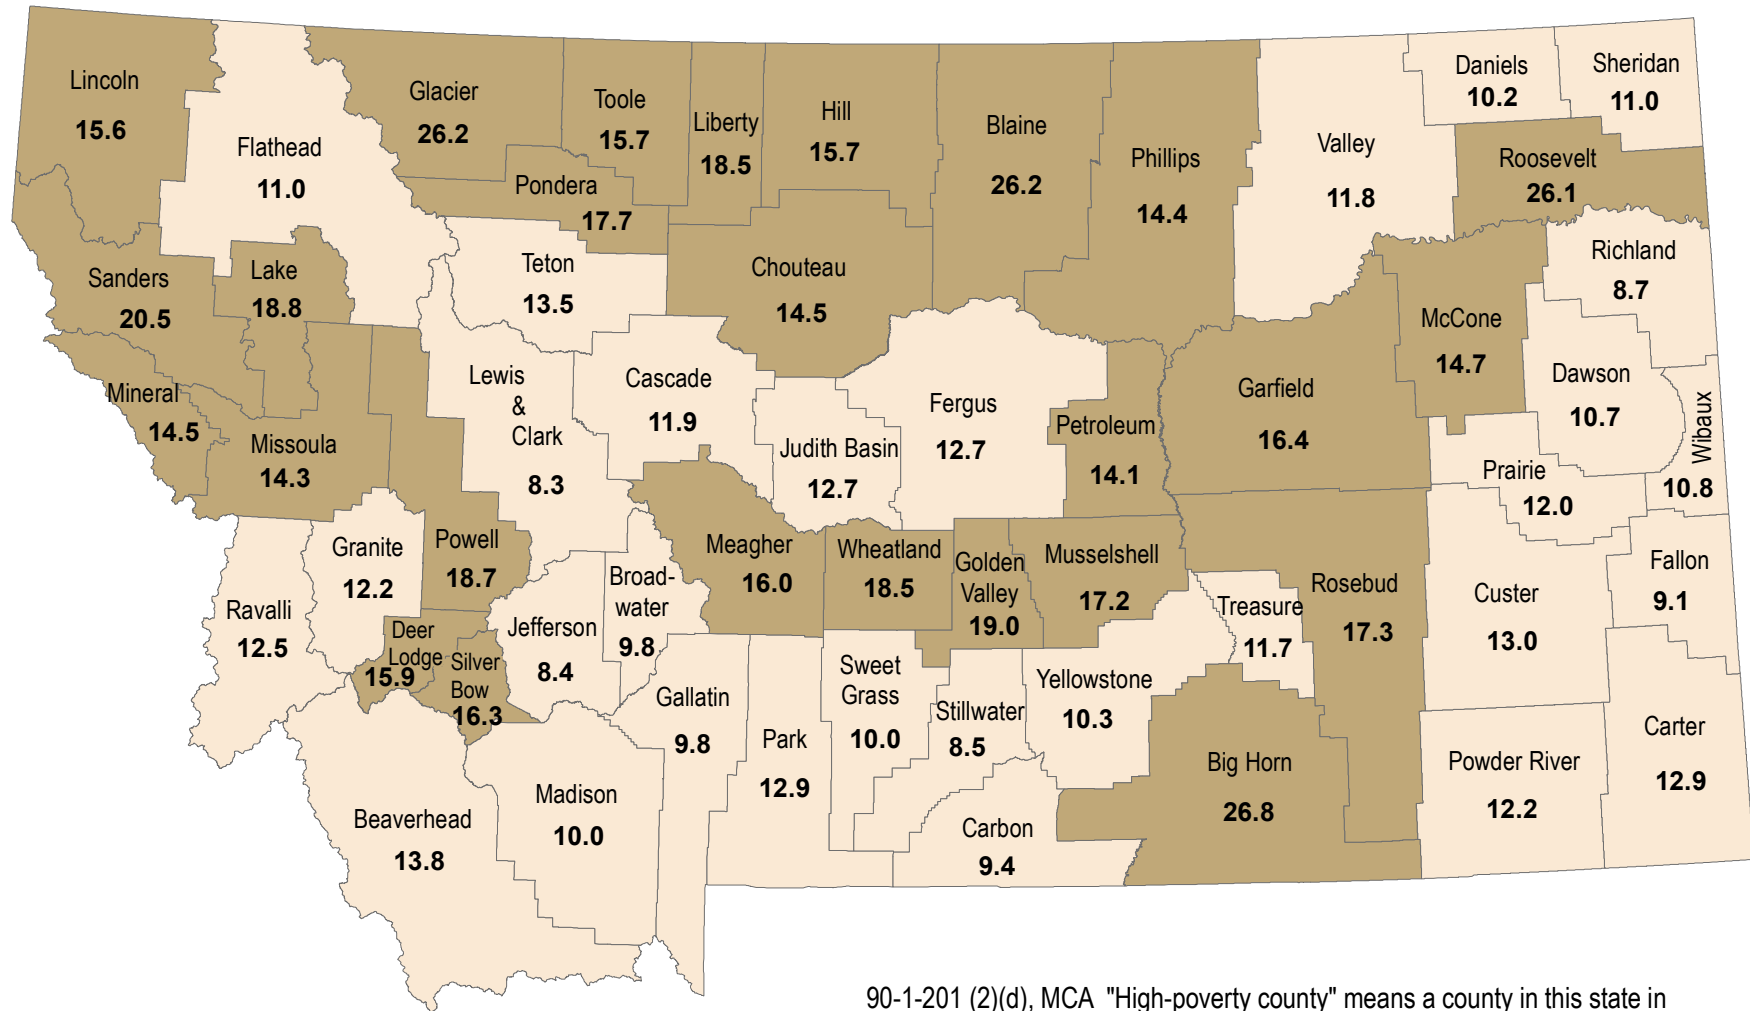 Lincoln
15.6
Flathead
11.0
Glacier
26.2
Toole
15.7
Liberty
18.5
Hill
15.7
Blaine
26.2
Phillips
14.4
Valley
11.8
Daniels
10.2
Sheridan
11.0
Roosevelt
26.1
Pondera
17.7
Sanders
20.5
Lake
18.8
Teton
13.5
Chouteau
14.5
Richland
8.7
McCone
14.7
Mineral
14.5
Missoula
14.3
Lewis
&
Clark
8.3
Cascade
11.9
Judith Basin
12.7
Fergus
12.7
Petroleum
14.1
Garfield
16.4
Dawson
10.7
Wibaux
10.8
Prairie
12.0
Ravalli
12.5
Granite
12.2
Powell
18.7
Deer
Lodge
15.9
Silver
Bow
16.3
Jefferson
8.4
Broad-
water
9.8
Meagher
16.0
Wheatland
18.5
Golden
Valley
19.0
Musselshell
17.2
Treasure
11.7
Rosebud
17.3
Custer
13.0
Fallon
9.1
Beaverhead
13.8
Madison
10.0
Gallatin
9.8
Park
12.9
Sweet
Grass
10.0
Stillwater
8.5
Yellowstone
10.3
Carbon
9.4
Big Horn
26.8
Powder River
12.2
Carter
12.9
90-1-201 (2)(d), MCA "High-poverty county" means a county in this state in